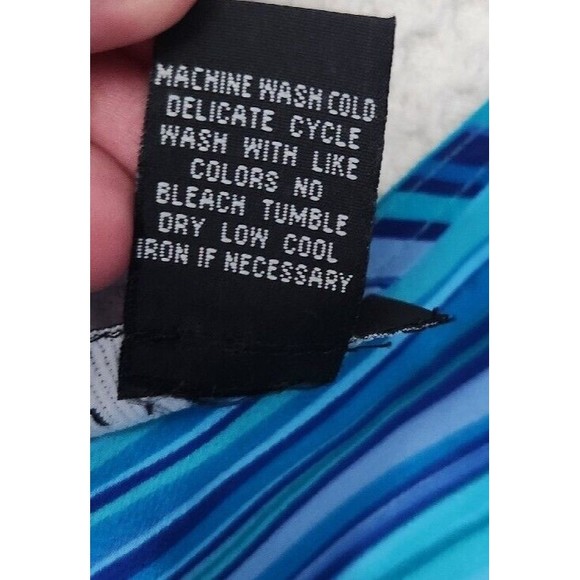 MACHINE WASH COLD
DELICATE CYCLE
WASH WITH LIKE
COLORS NO
BLEACH TUMBLE
DRY LOW COOL
IRON IF NECESSARY